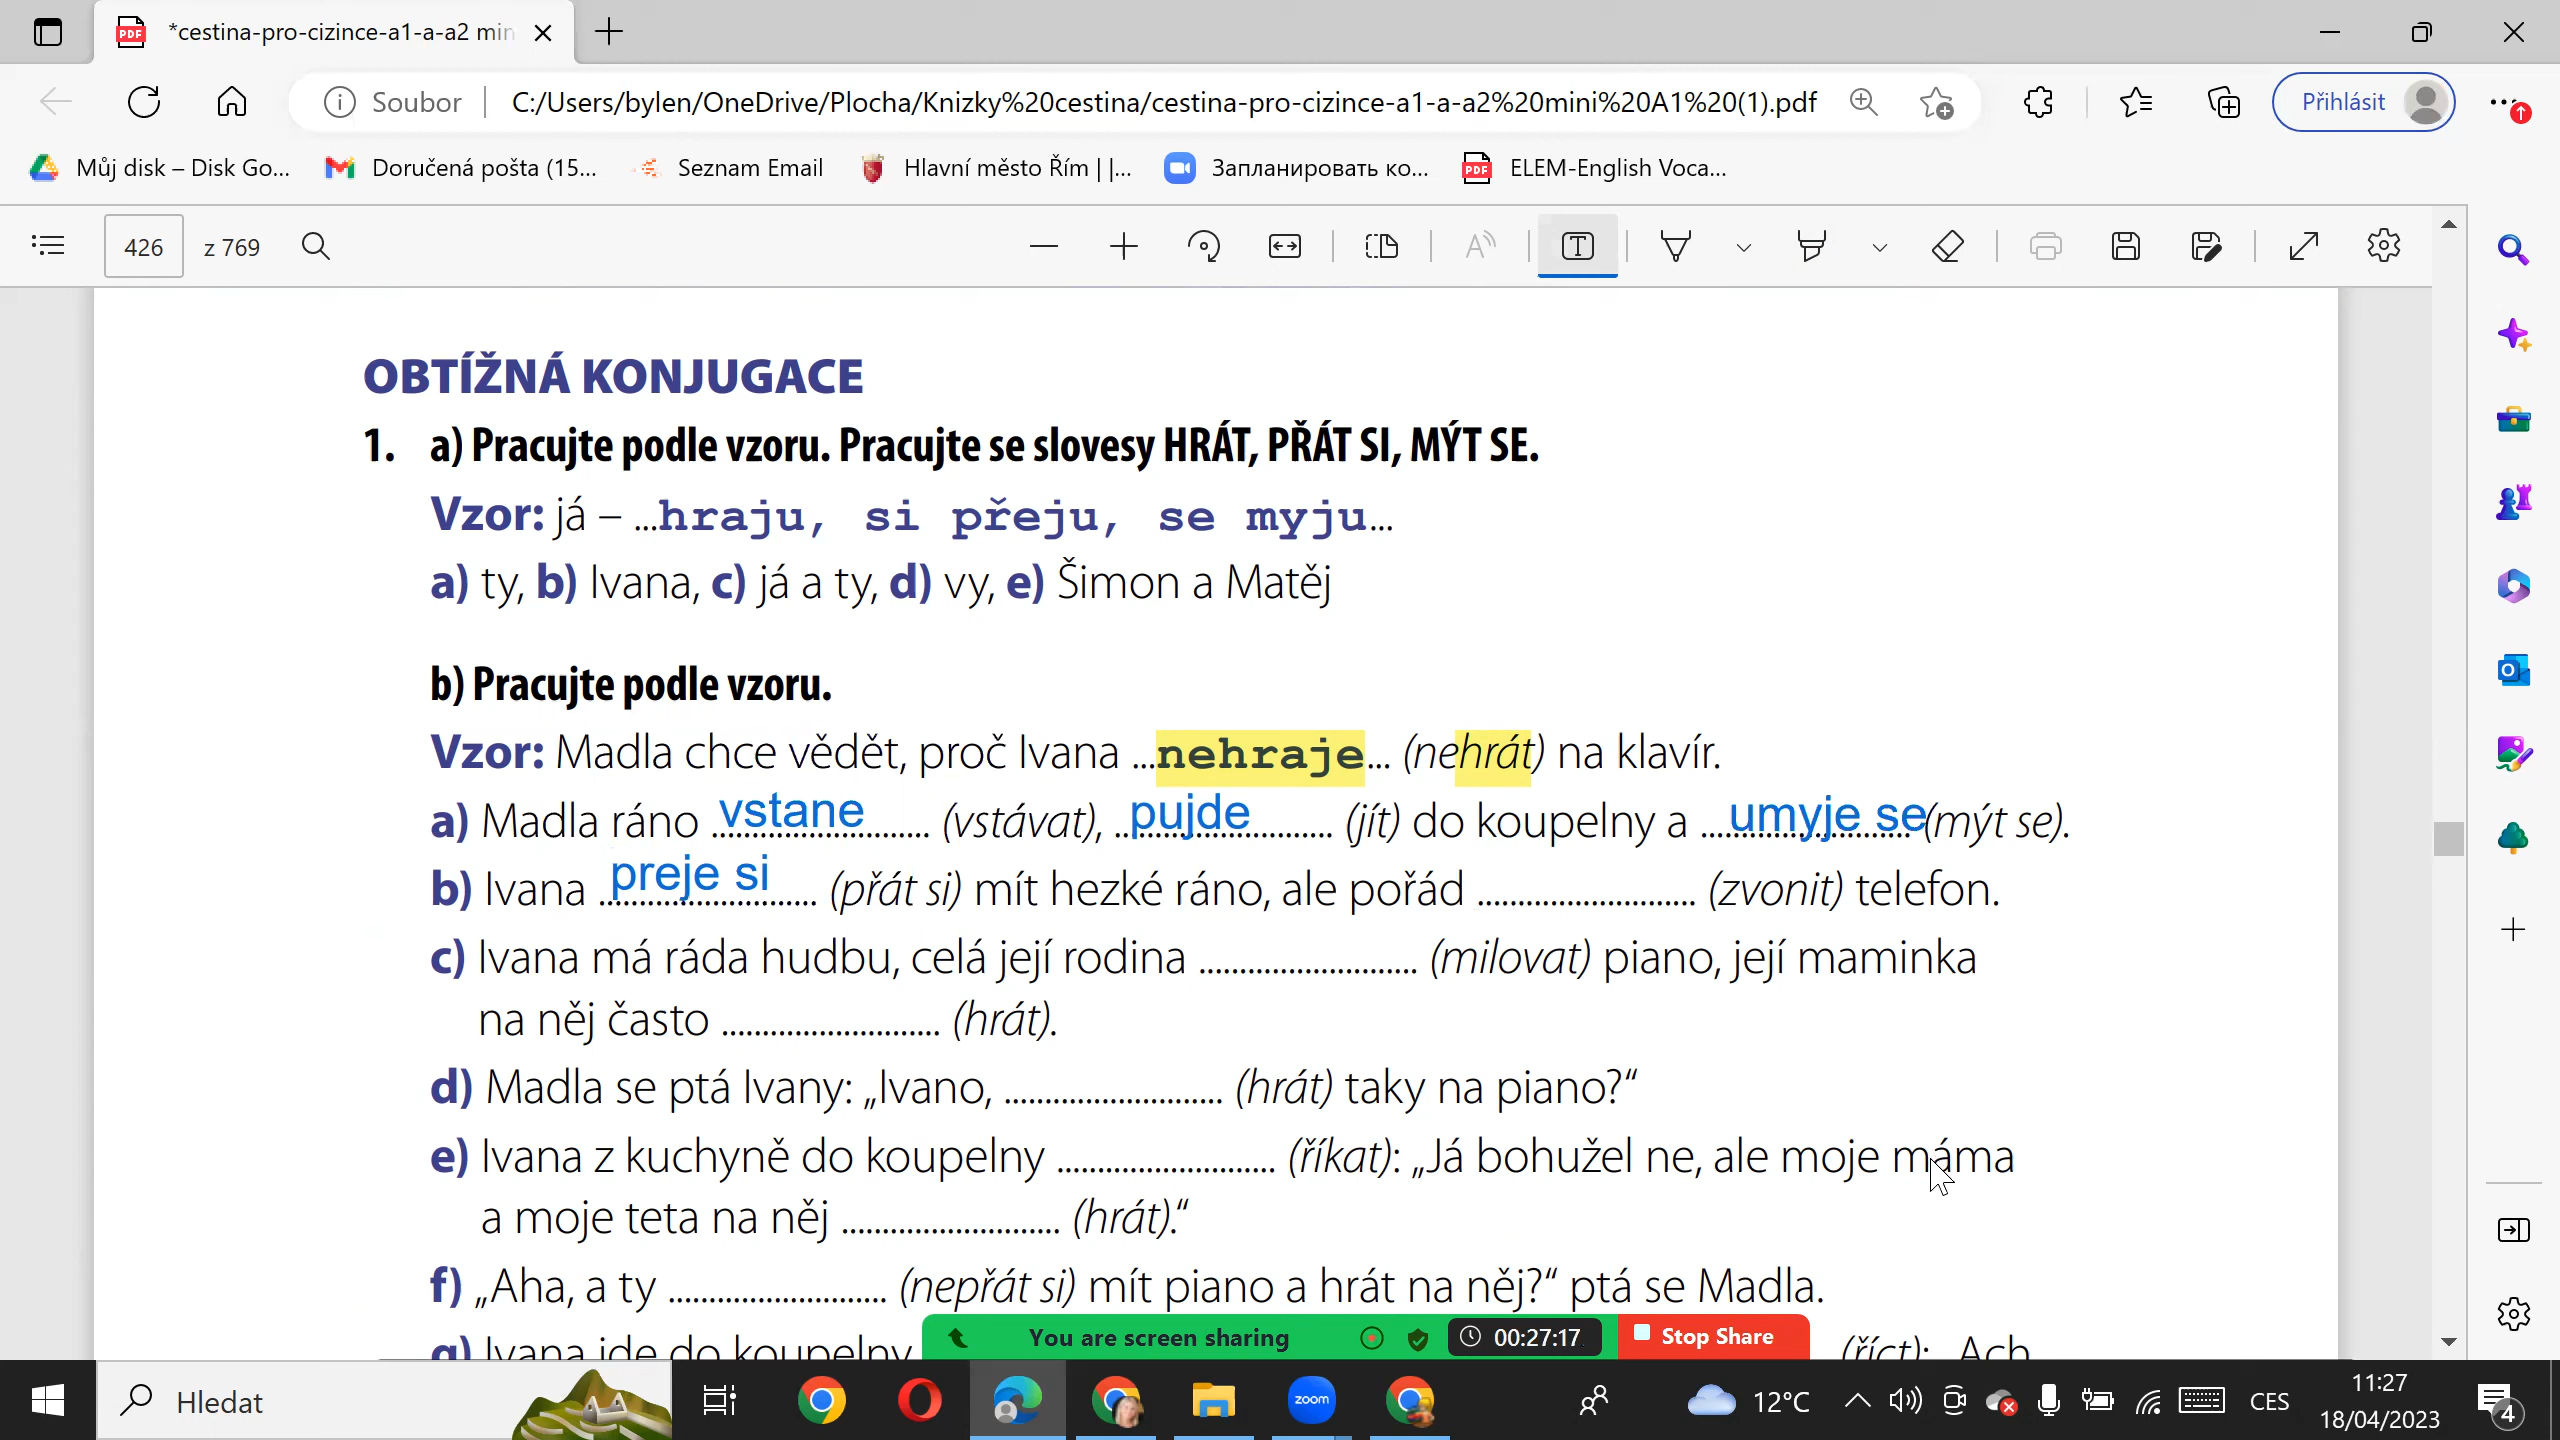 *cestina-pro-cizince-a1-a-a2 min
Soubor C:/Users/bylen/OneDrive/Plocha/Knizky%20cestina/cestina-pro-cizince-a1-a-a2%20mini%20A1%20(1).pdf Přihlásit
Můj disk – Disk Go... Doručená pošta (15... Seznam Email Hlavní město Řím | |... Запланировать ко... PDF ELEM-English Voca...
426 z 769
OBTÍŽNÁ KONJUGACE
1. a) Pracujte podle vzoru. Pracujte se slovesy HRÁT, PŘÁT SI, MÝT SE.
Vzor: já – ...hraju, si přeju, se myju...
a) ty, b) Ivana, c) já a ty, d) vy, e) Šimon a Matěj
b) Pracujte podle vzoru.
Vzor: Madla chce vědět, proč Ivana ...nehraje... (nehrát) na klavír.
a) Madla ráno vstane (vstávat), pujde (jít) do koupelny a umyje se (mýt se).
b) Ivana preje si (přát si) mít hezké ráno, ale pořád ........................... (zvonit) telefon.
c) Ivana má ráda hudbu, celá její rodina ........................... (milovat) piano, její maminka
na něj často ........................... (hrát).
d) Madla se ptá Ivany: „Ivano, ........................... (hrát) taky na piano?“
e) Ivana z kuchyně do koupelny ........................... (říkat): „Já bohužel ne, ale moje máma
a moje teta na něj ........................... (hrát).“
f) „Aha, a ty ........................... (nepřát si) mít piano a hrát na něj?“ ptá se Madla.
g) Ivana jde do koupelny (říct): „Ach
You are screen sharing 00:27:17 Stop Share
Hledat zoom 12°C CES 11:27
18/04/2023 4